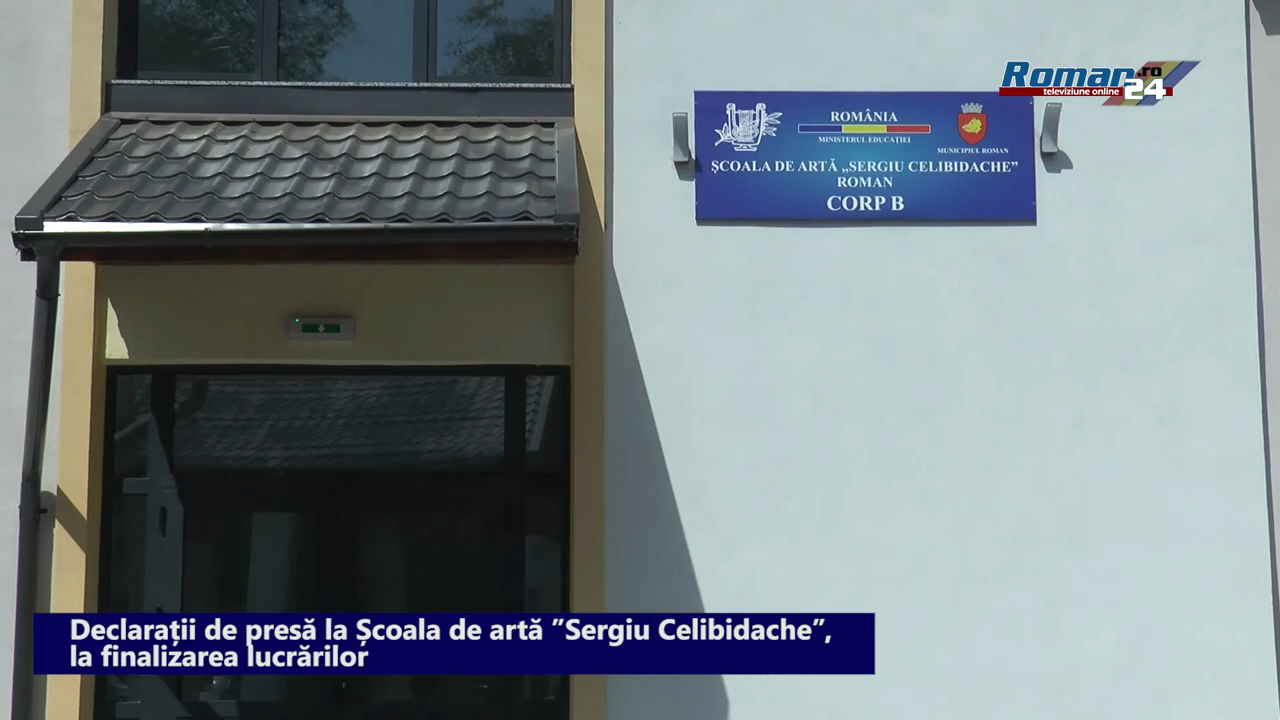 Roman.ro
televiziune online 24
ROMÂNIA
MINISTERUL EDUCAȚIEI
MUNICIPIUL ROMAN
ȘCOALA DE ARTĂ „SERGIU CELIBIDACHE”
ROMAN
CORP B
Declarații de presă la Școala de artă ”Sergiu Celibidache”,
la finalizarea lucrărilor